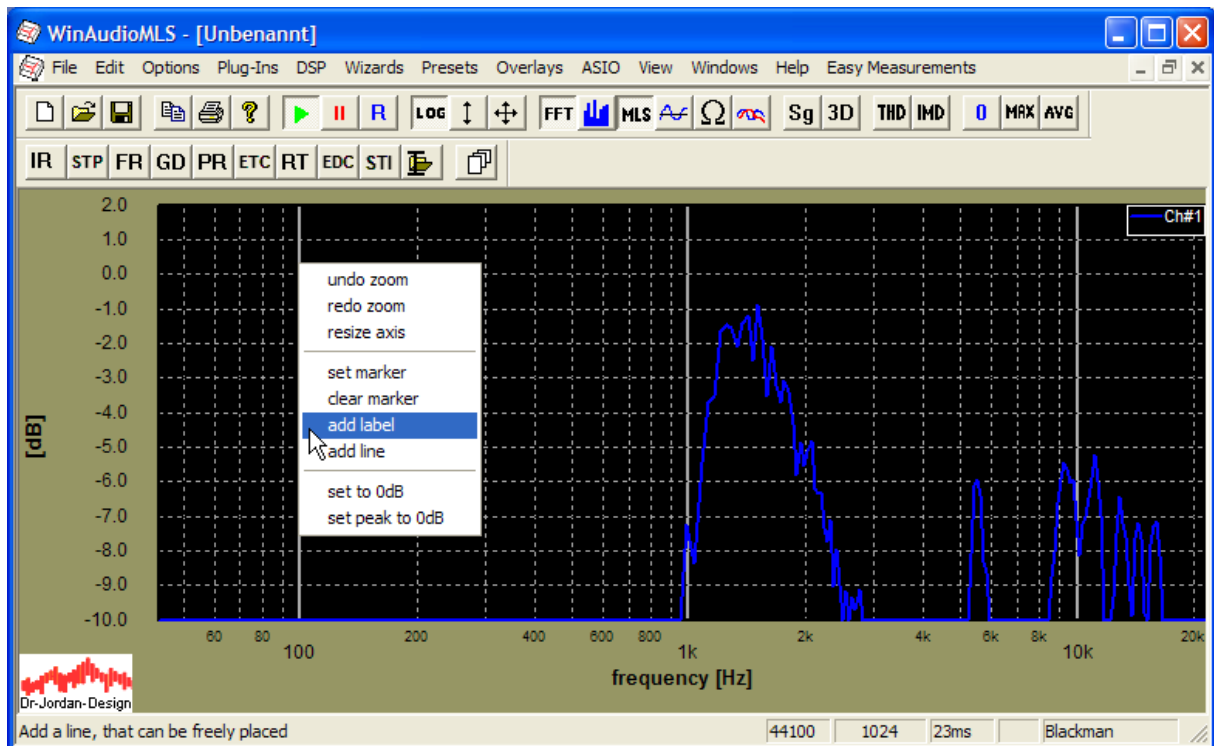 WinAudioMLS - [Unbenannt]
File Edit Options Plug-Ins DSP Wizards Presets Overlays ASIO View Windows Help Easy Measurements
R LOG FFT MLS Ω Sg 3D THD IMD 0 MAX AVG
IR STP FR GD PR ETC RT EDC STI
2.0
Ch#1
1.0
0.0
undo zoom
-1.0
redo zoom
resize axis
-2.0
-3.0
set marker
clear marker
-4.0
add label
[dB]
-5.0
add line
-6.0
set to 0dB
-7.0
set peak to 0dB
-8.0
-9.0
-10.0
60 80 200 400 600 800 2k 4k 6k 8k 20k
100 1k 10k
frequency [Hz]
Dr-Jordan-Design
Add a line, that can be freely placed 44100 1024 23ms Blackman